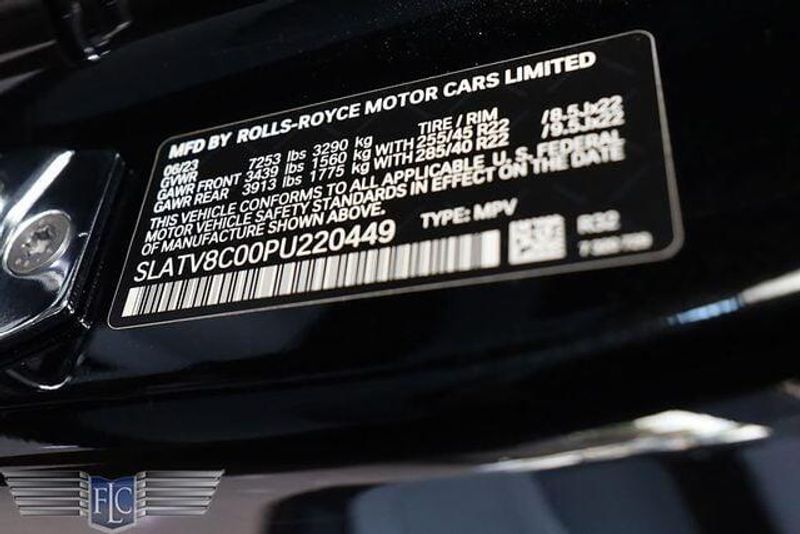 MFD BY ROLLS-ROYCE MOTOR CARS LIMITED
06/23
GVWR 7253 lbs 3290 kg TIRE / RIM
GAWR FRONT 3439 lbs 1560 kg WITH 255/45 R22 /8.5Jx22
GAWR REAR 3913 lbs 1775 kg WITH 285/40 R22 /9.5Jx22
THIS VEHICLE CONFORMS TO ALL APPLICABLE U. S. FEDERAL
MOTOR VEHICLE SAFETY STANDARDS IN EFFECT ON THE DATE
OF MANUFACTURE SHOWN ABOVE.
SLATV8C00PU220449 TYPE: MPV
R32
FLC